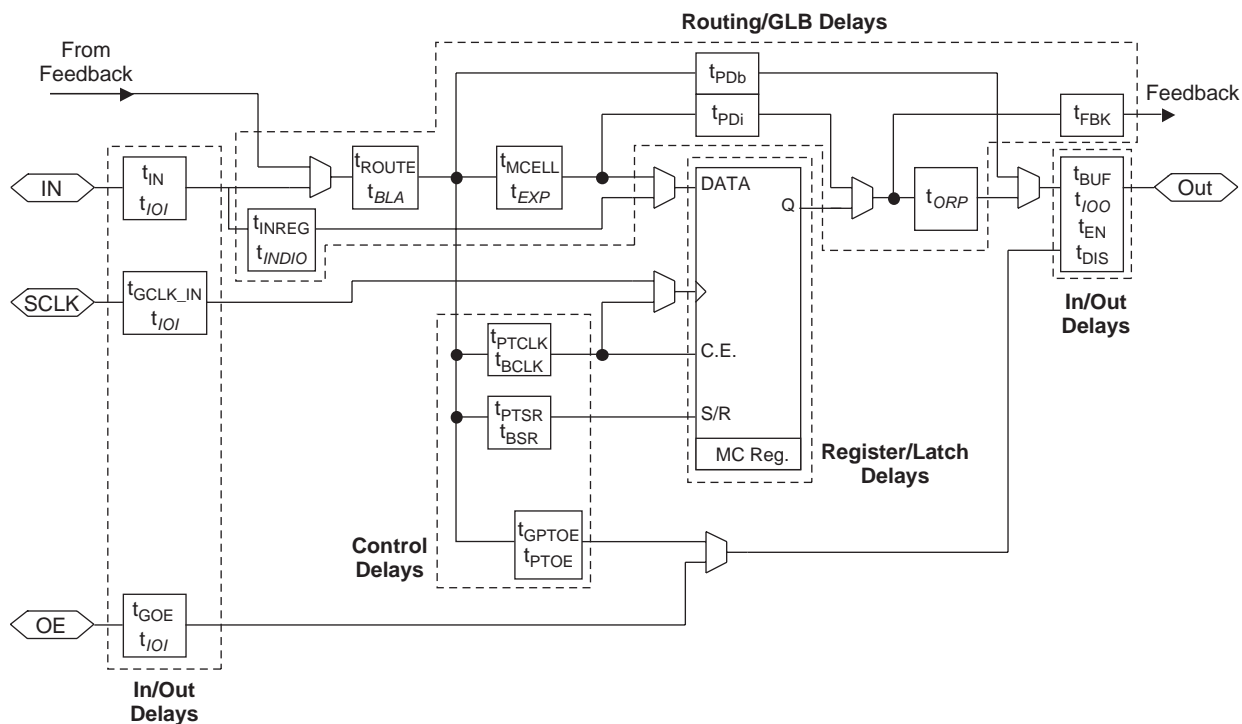 Routing/GLB Delays
From
Feedback
tPDb
tPDi
tFBK
Feedback
IN
tIN
tIOI
tROUTE
tBLA
tMCELL
tEXP
tINREG
tINDIO
DATA
Q
tORP
tBUF
tIOO
tEN
tDIS
Out
In/Out
Delays
SCLK
tGCLK_IN
tIOI
tPTCLK
tBCLK
C.E.
tPTSR
tBSR
S/R
MC Reg.
Register/Latch
Delays
Control
Delays
tGPTOE
tPTOE
OE
tGOE
tIOI
In/Out
Delays